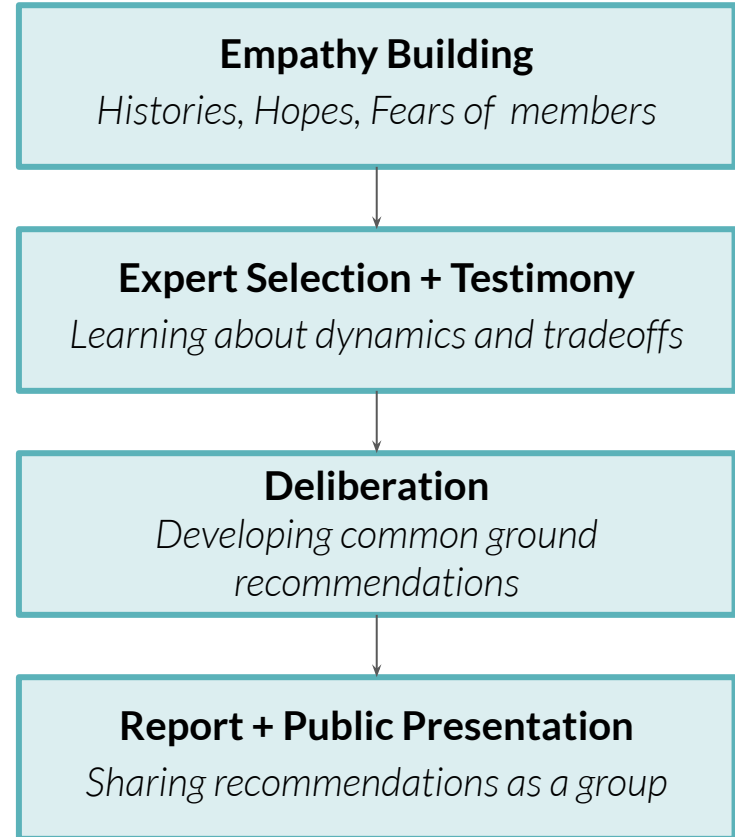 Empathy Building
Histories, Hopes, Fears of members
Expert Selection + Testimony
Learning about dynamics and tradeoffs
Deliberation
Developing common ground
recommendations
Report + Public Presentation
Sharing recommendations as a group